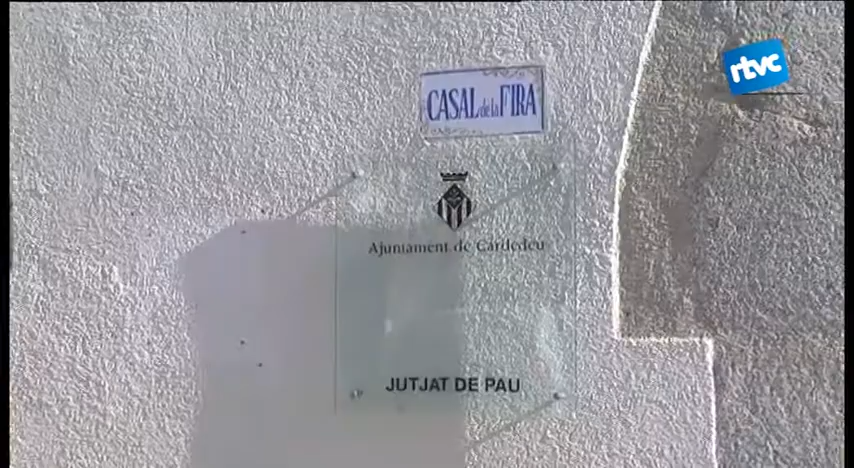 rtvc
CASAL de la FIRA
Ajuntament de Cardedeu
JUTJAT DE PAU